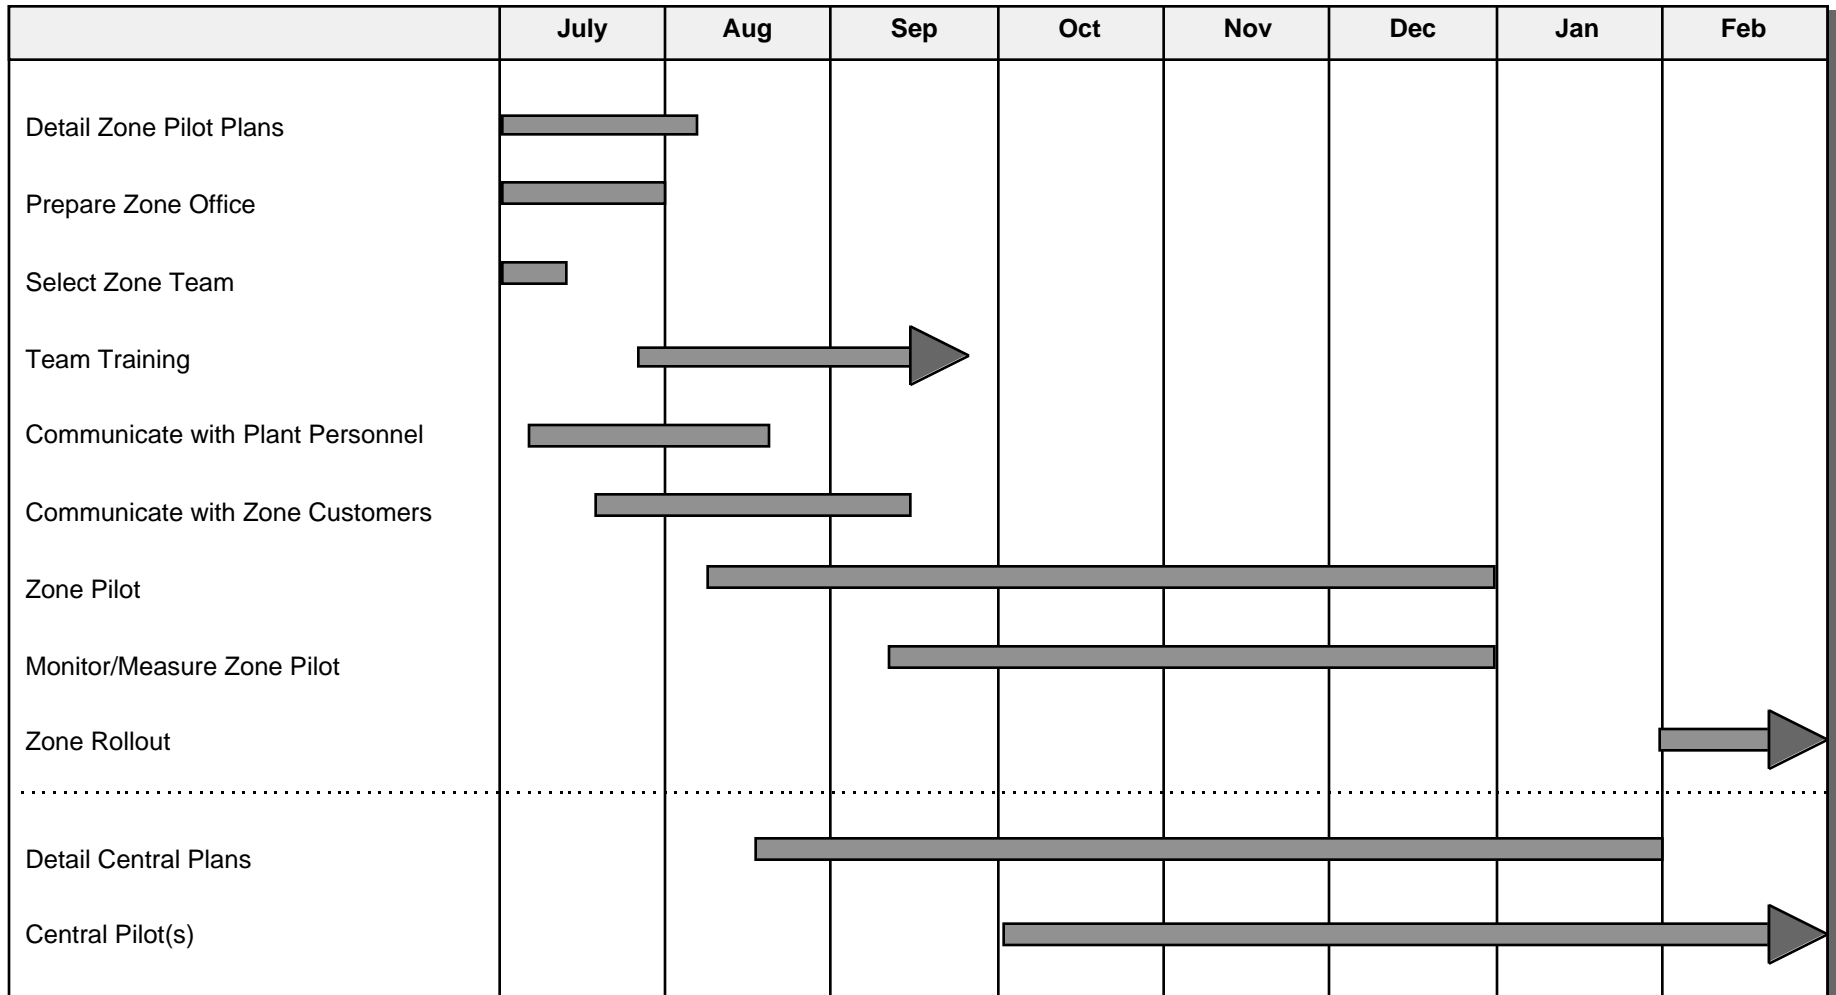 July Aug Sep Oct Nov Dec Jan Feb
Detail Zone Pilot Plans
Prepare Zone Office
Select Zone Team
Team Training
Communicate with Plant Personnel
Communicate with Zone Customers
Zone Pilot
Monitor/Measure Zone Pilot
Zone Rollout
Detail Central Plans
Central Pilot(s)